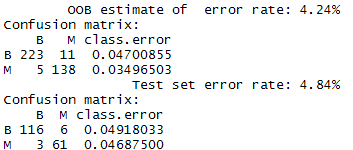 OOB estimate of  error rate: 4.24%
Confusion matrix:
    B   M class.error
B 223  11  0.04700855
M   5 138  0.03496503
                Test set error rate: 4.84%
Confusion matrix:
    B  M class.error
B 116  6  0.04918033
M   3 61  0.04687500